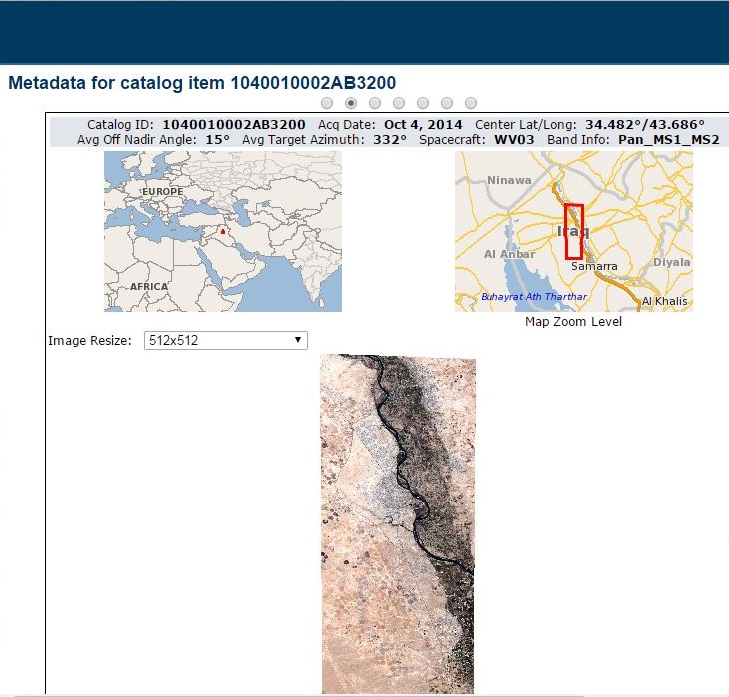 Metadata for catalog item 1040010002AB3200
Catalog ID: 1040010002AB3200 Acq Date: Oct 4, 2014 Center Lat/Long: 34.482°/43.686°
Avg Off Nadir Angle: 15° Avg Target Azimuth: 332° Spacecraft: WV03 Band Info: Pan_MS1_MS2
EUROPE
AFRICA
Ninawa
Iraq
Al Anbar
Samarra
Diyala
Buhayrat Ath Tharthar
Al Khalis
Map Zoom Level
Image Resize: 512x512